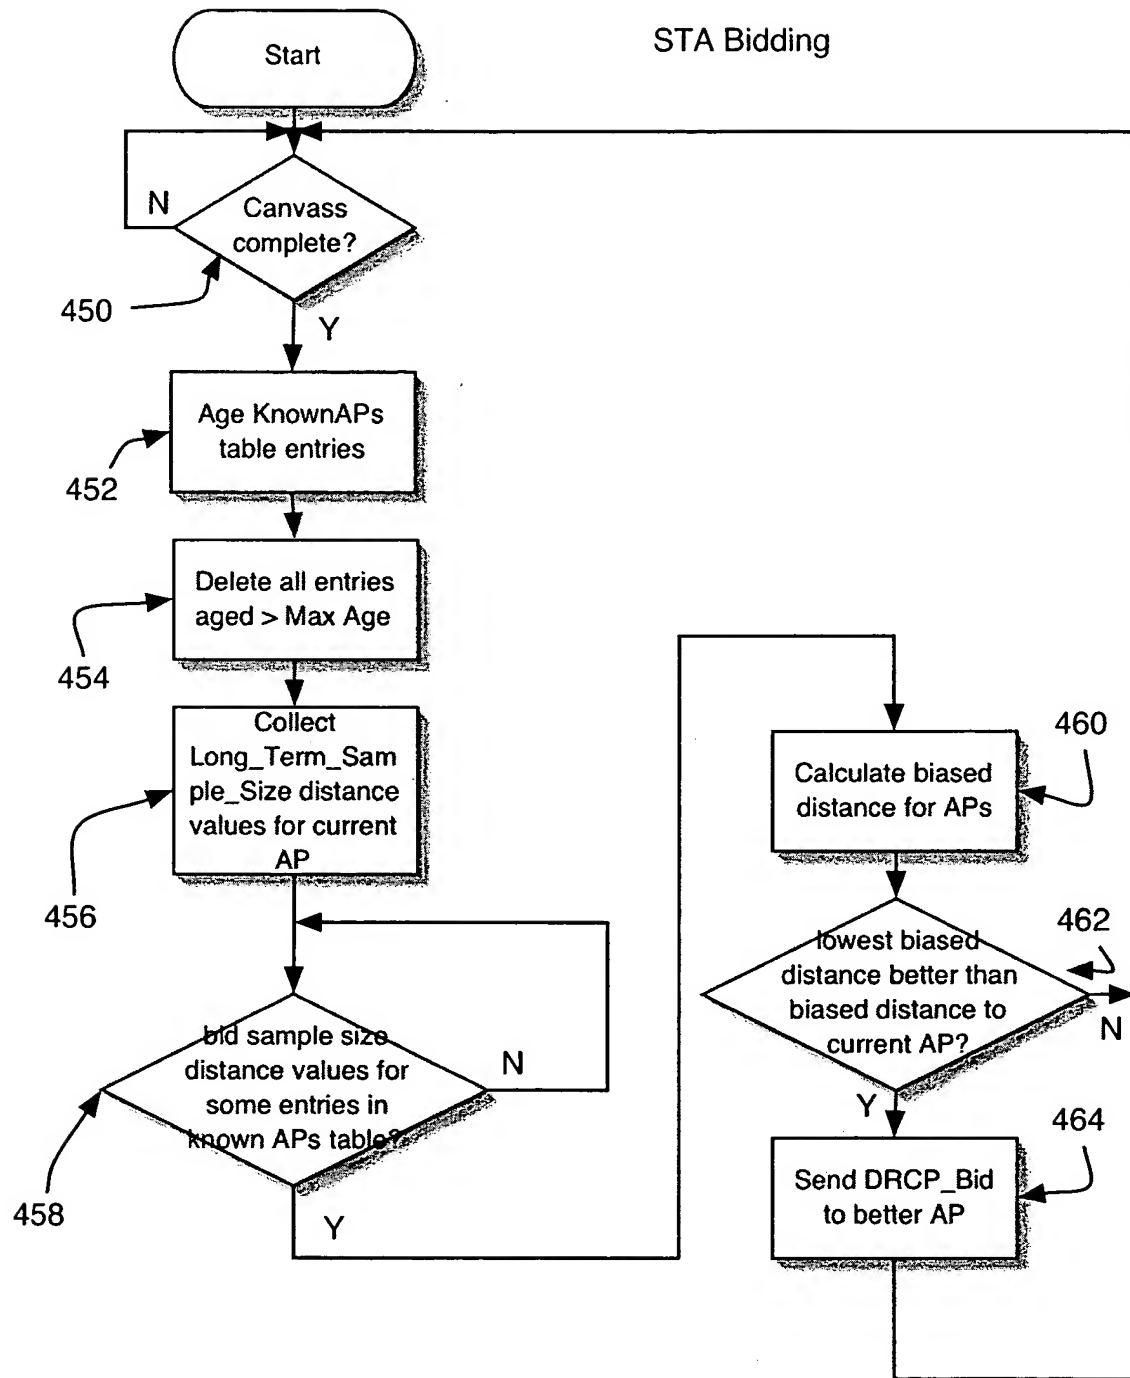 STA Bidding
Start
N
Canvass
complete?
450
Y
Age KnownAPs
table entries
452
Delete all entries
aged > Max Age
454
Collect
Long_Term_Sam
ple_Size distance
values for current
AP
456
bid sample size
distance values for
some entries in
known APs table?
N
458
Y
460
Calculate biased
distance for APs
462
lowest biased
distance better than
biased distance to
current AP?
N
Y
464
Send DRCP_Bid
to better AP